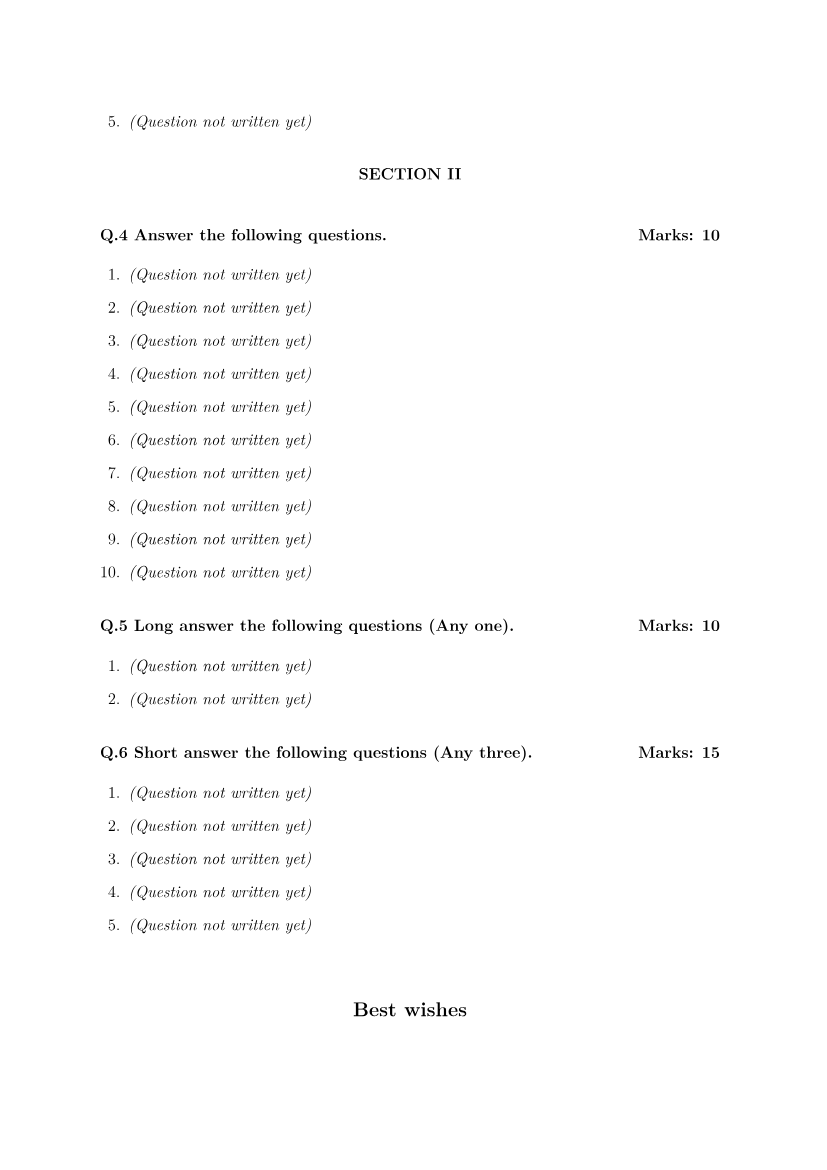 5. (Question not written yet)
SECTION II
Q.4 Answer the following questions. Marks: 10
1. (Question not written yet)
2. (Question not written yet)
3. (Question not written yet)
4. (Question not written yet)
5. (Question not written yet)
6. (Question not written yet)
7. (Question not written yet)
8. (Question not written yet)
9. (Question not written yet)
10. (Question not written yet)
Q.5 Long answer the following questions (Any one). Marks: 10
1. (Question not written yet)
2. (Question not written yet)
Q.6 Short answer the following questions (Any three). Marks: 15
1. (Question not written yet)
2. (Question not written yet)
3. (Question not written yet)
4. (Question not written yet)
5. (Question not written yet)
Best wishes